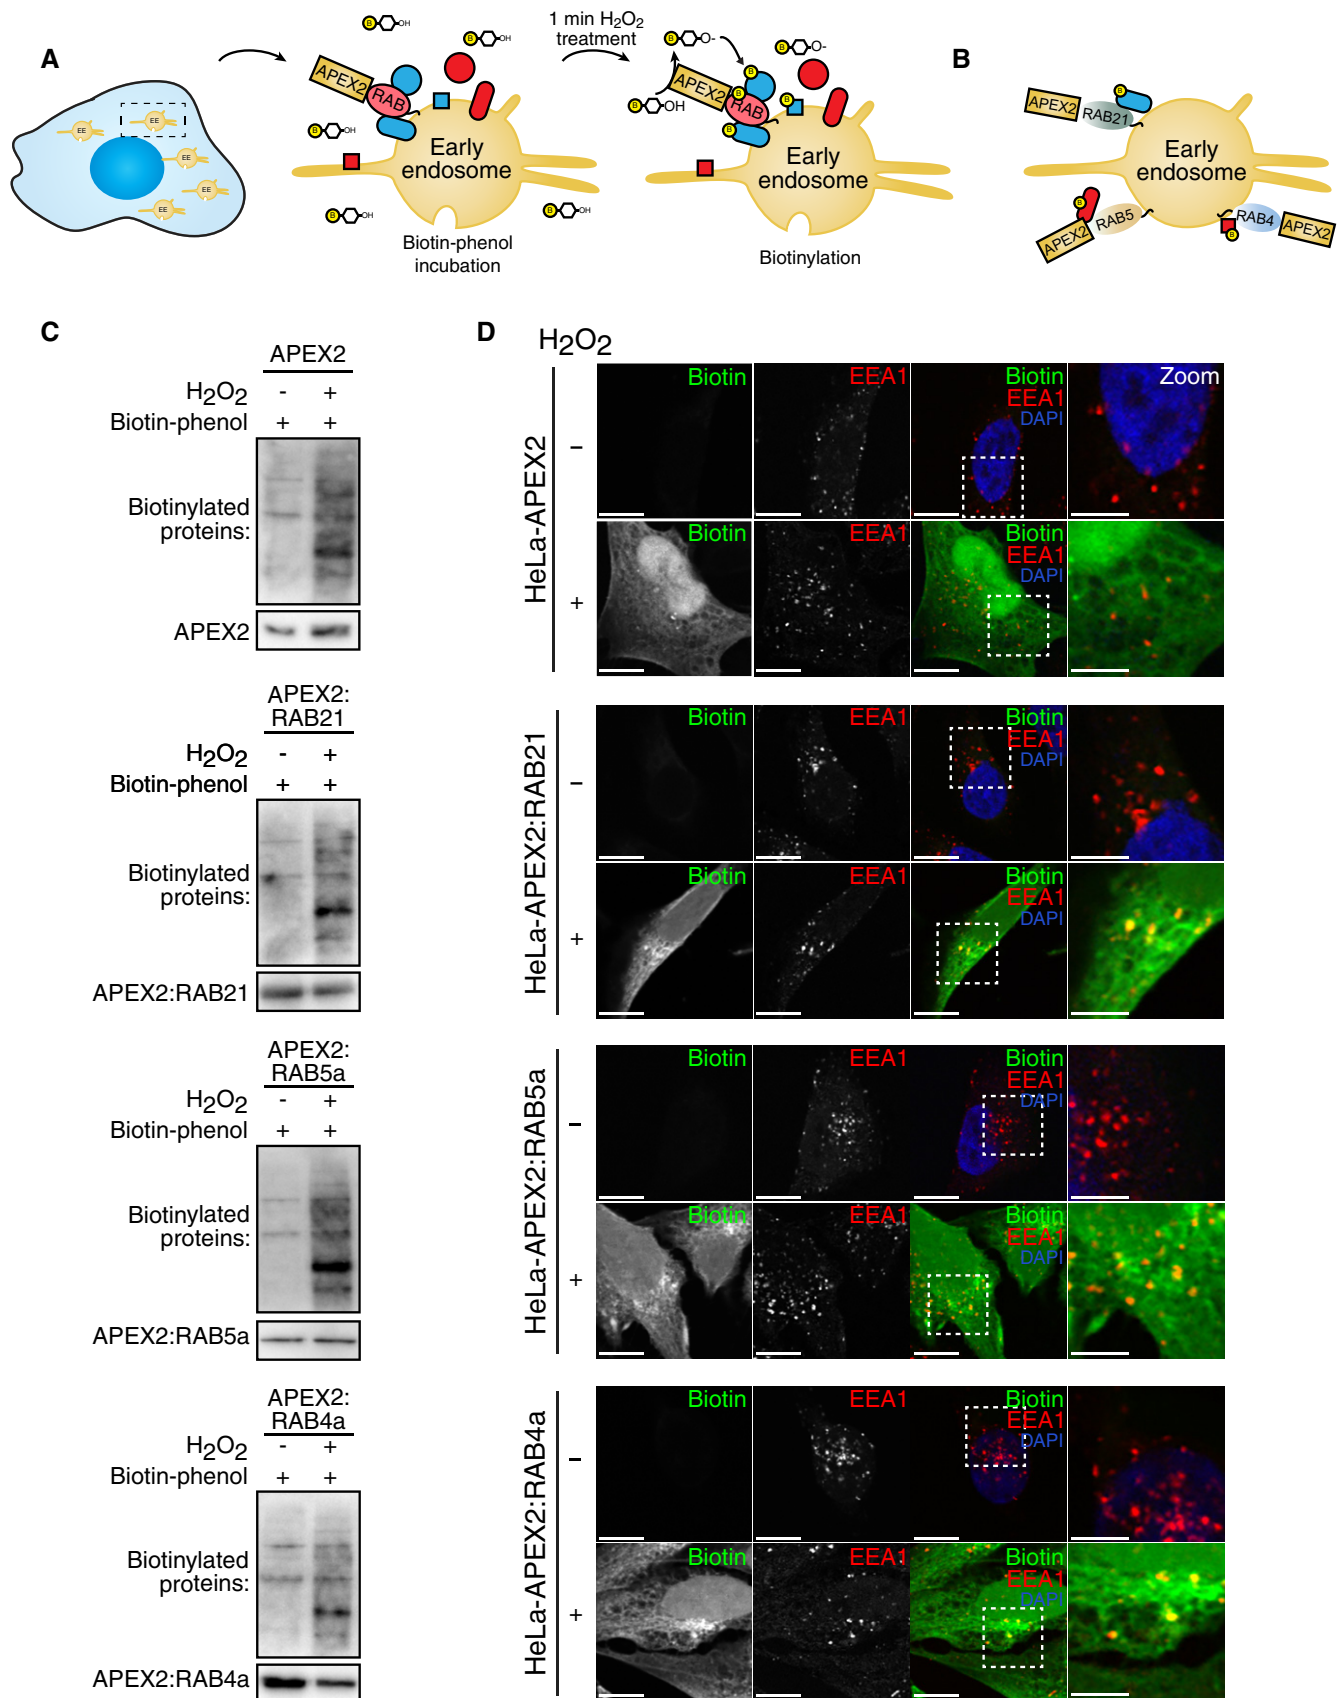 A
EE
EE
EE
EE
EE
B
OH
B
OH
APEX2
RAB
B
OH
B
OH
B
OH
Early
endosome
Biotin-phenol
incubation
1 min H2O2
treatment
B
O-
B
O-
B
OH
APEX2
B
B
RAB
B
B
Early
endosome
Biotinylation
B
APEX2
RAB21
B
Early
endosome
B
APEX2
RAB5
B
RAB4
APEX2
C
APEX2
H2O2 - +
Biotin-phenol + +
Biotinylated
proteins:
APEX2
APEX2:
RAB21
H2O2 - +
Biotin-phenol + +
Biotinylated
proteins:
APEX2:RAB21
APEX2:
RAB5a
H2O2 - +
Biotin-phenol + +
Biotinylated
proteins:
APEX2:RAB5a
APEX2:
RAB4a
H2O2 - +
Biotin-phenol + +
Biotinylated
proteins:
APEX2:RAB4a
D
H2O2
HeLa-APEX2
−
Biotin
EEA1
Biotin
EEA1
DAPI
Zoom
+
Biotin
EEA1
Biotin
EEA1
DAPI
HeLa-APEX2:RAB21
−
Biotin
EEA1
Biotin
EEA1
DAPI
+
Biotin
EEA1
Biotin
EEA1
DAPI
HeLa-APEX2:RAB5a
−
Biotin
EEA1
Biotin
EEA1
DAPI
+
Biotin
EEA1
Biotin
EEA1
DAPI
HeLa-APEX2:RAB4a
−
Biotin
EEA1
Biotin
EEA1
DAPI
+
Biotin
EEA1
Biotin
EEA1
DAPI